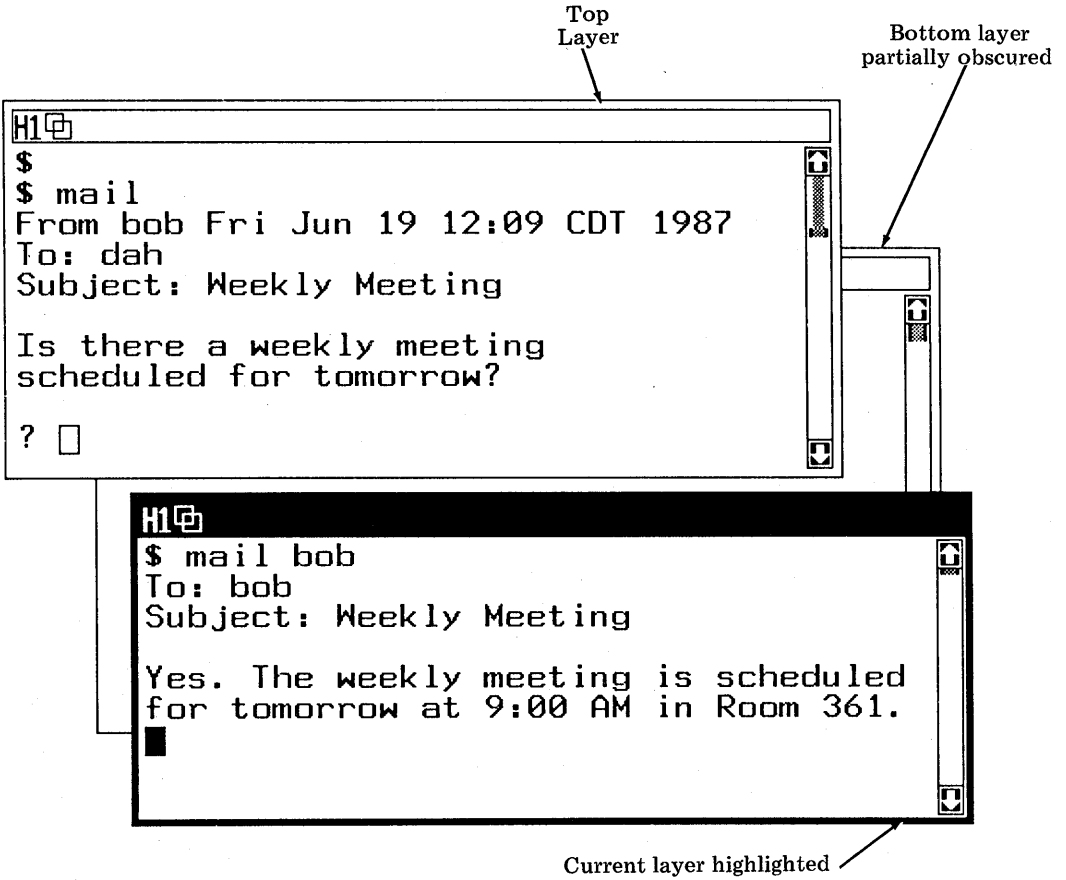 Top
Layer
Bottom layer
partially obscured
H1
$
$ mail
From bob Fri Jun 19 12:09 CDT 1987
To: dah
Subject: Weekly Meeting
Is there a weekly meeting
scheduled for tomorrow?
?
H1
$ mail bob
To: bob
Subject: Weekly Meeting
Yes. The weekly meeting is scheduled
for tomorrow at 9:00 AM in Room 361.
Current layer highlighted